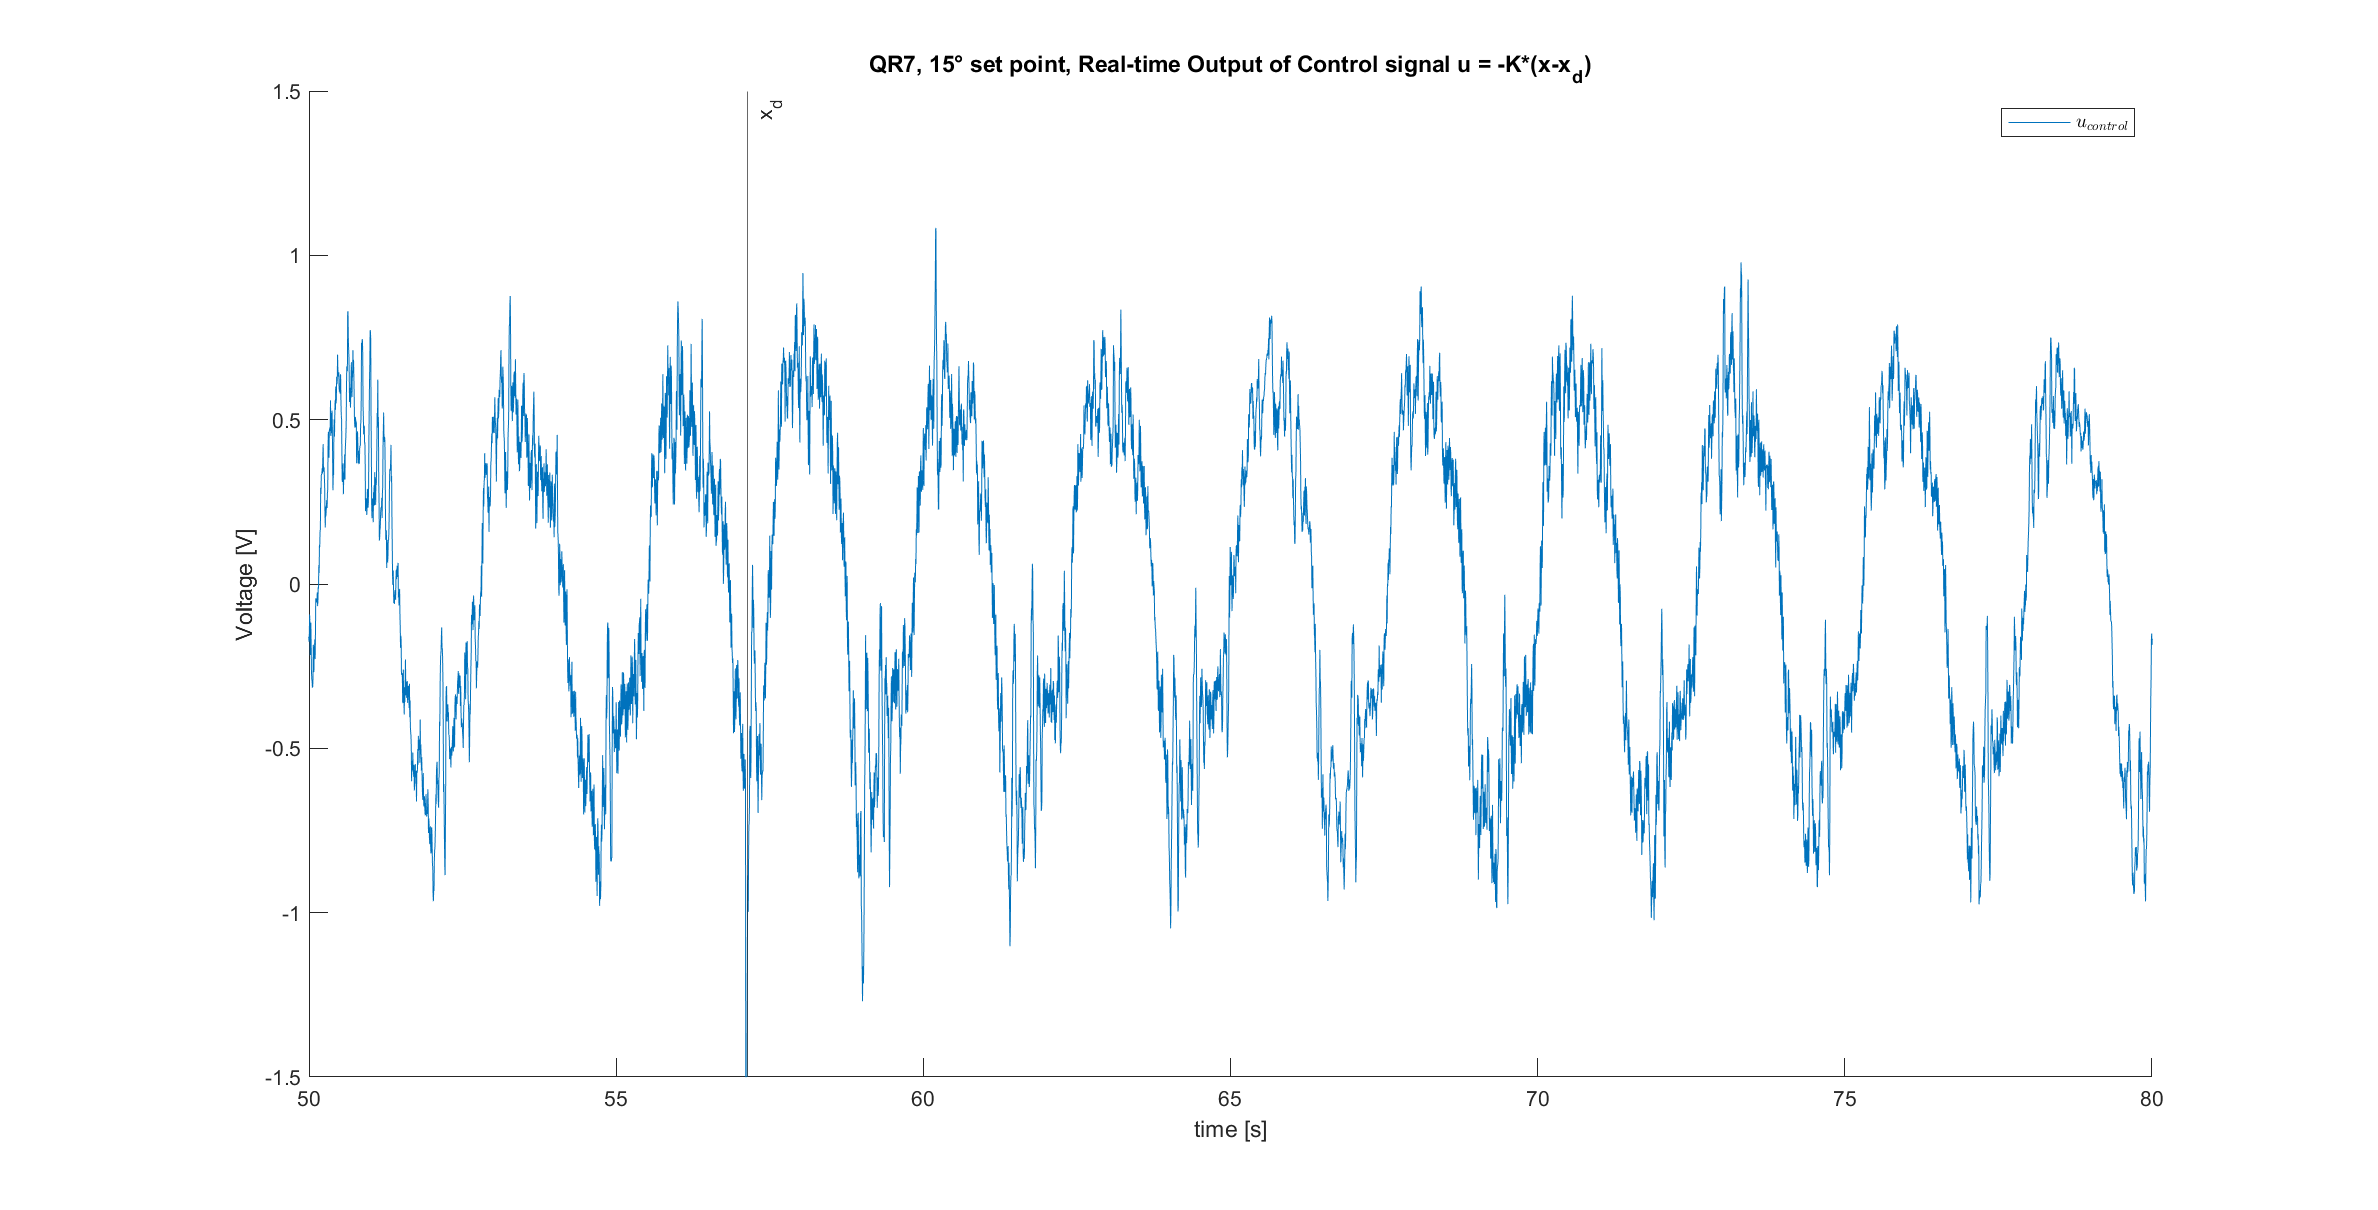 QR7, 15° set point, Real-time Output of Control signal u = -K*(x-x_d)
x_d
u_control
1.5
1
0.5
0
-0.5
-1
-1.5
Voltage [V]
50 55 60 65 70 75 80
time [s]